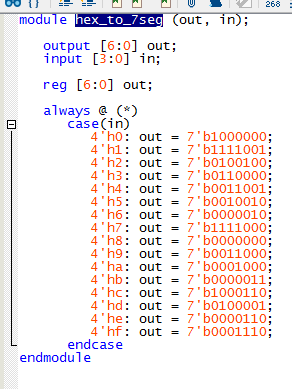 268
module hex_to_7seg (out, in);
output [6:0] out;
input [3:0] in;
reg [6:0] out;
always @ (*)
case(in)
4'h0: out = 7'b1000000;
4'h1: out = 7'b1111001;
4'h2: out = 7'b0100100;
4'h3: out = 7'b0110000;
4'h4: out = 7'b0011001;
4'h5: out = 7'b0010010;
4'h6: out = 7'b0000010;
4'h7: out = 7'b1111000;
4'h8: out = 7'b0000000;
4'h9: out = 7'b0011000;
4'ha: out = 7'b0001000;
4'hb: out = 7'b0000011;
4'hc: out = 7'b1000110;
4'hd: out = 7'b0100001;
4'he: out = 7'b0000110;
4'hf: out = 7'b0001110;
endcase
endmodule